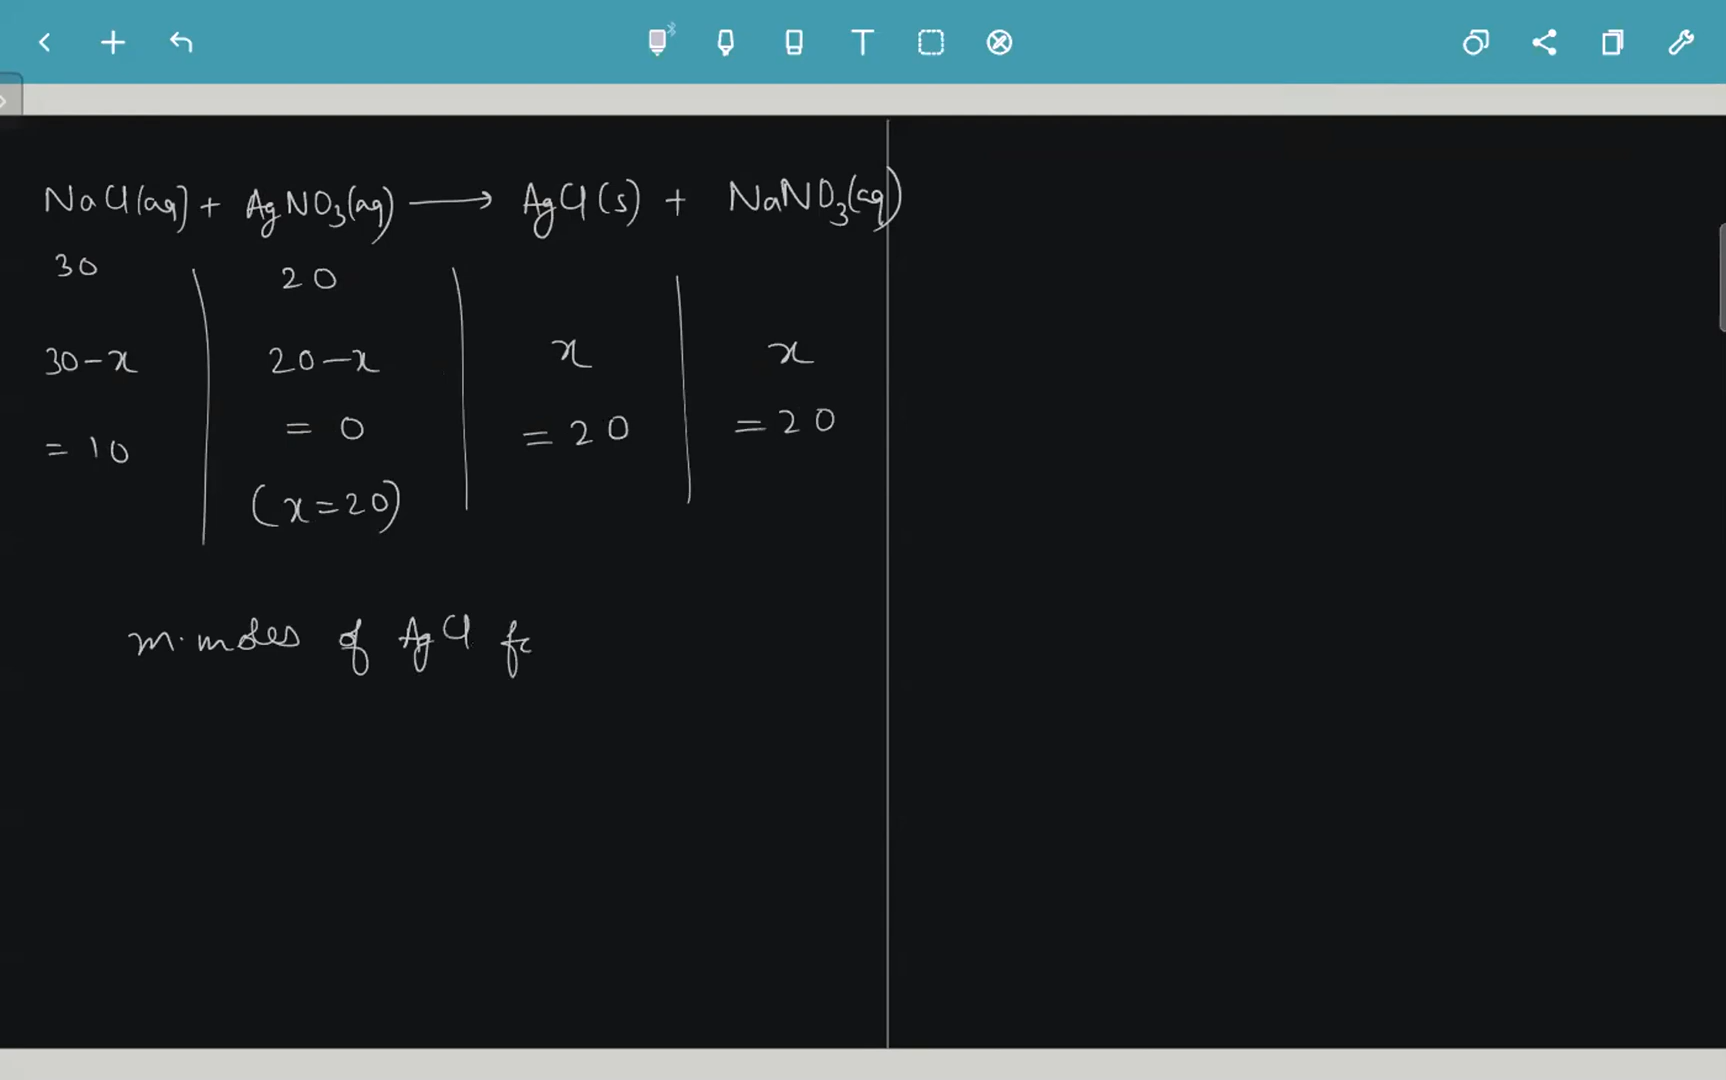 NaCl(aq) + AgNO3(aq) ⟶ AgCl(s) + NaNO3(aq)
30 20
30-x 20-x x x
= 10 = 0 = 20 = 20
(x=20)
m.moles of AgCl fo